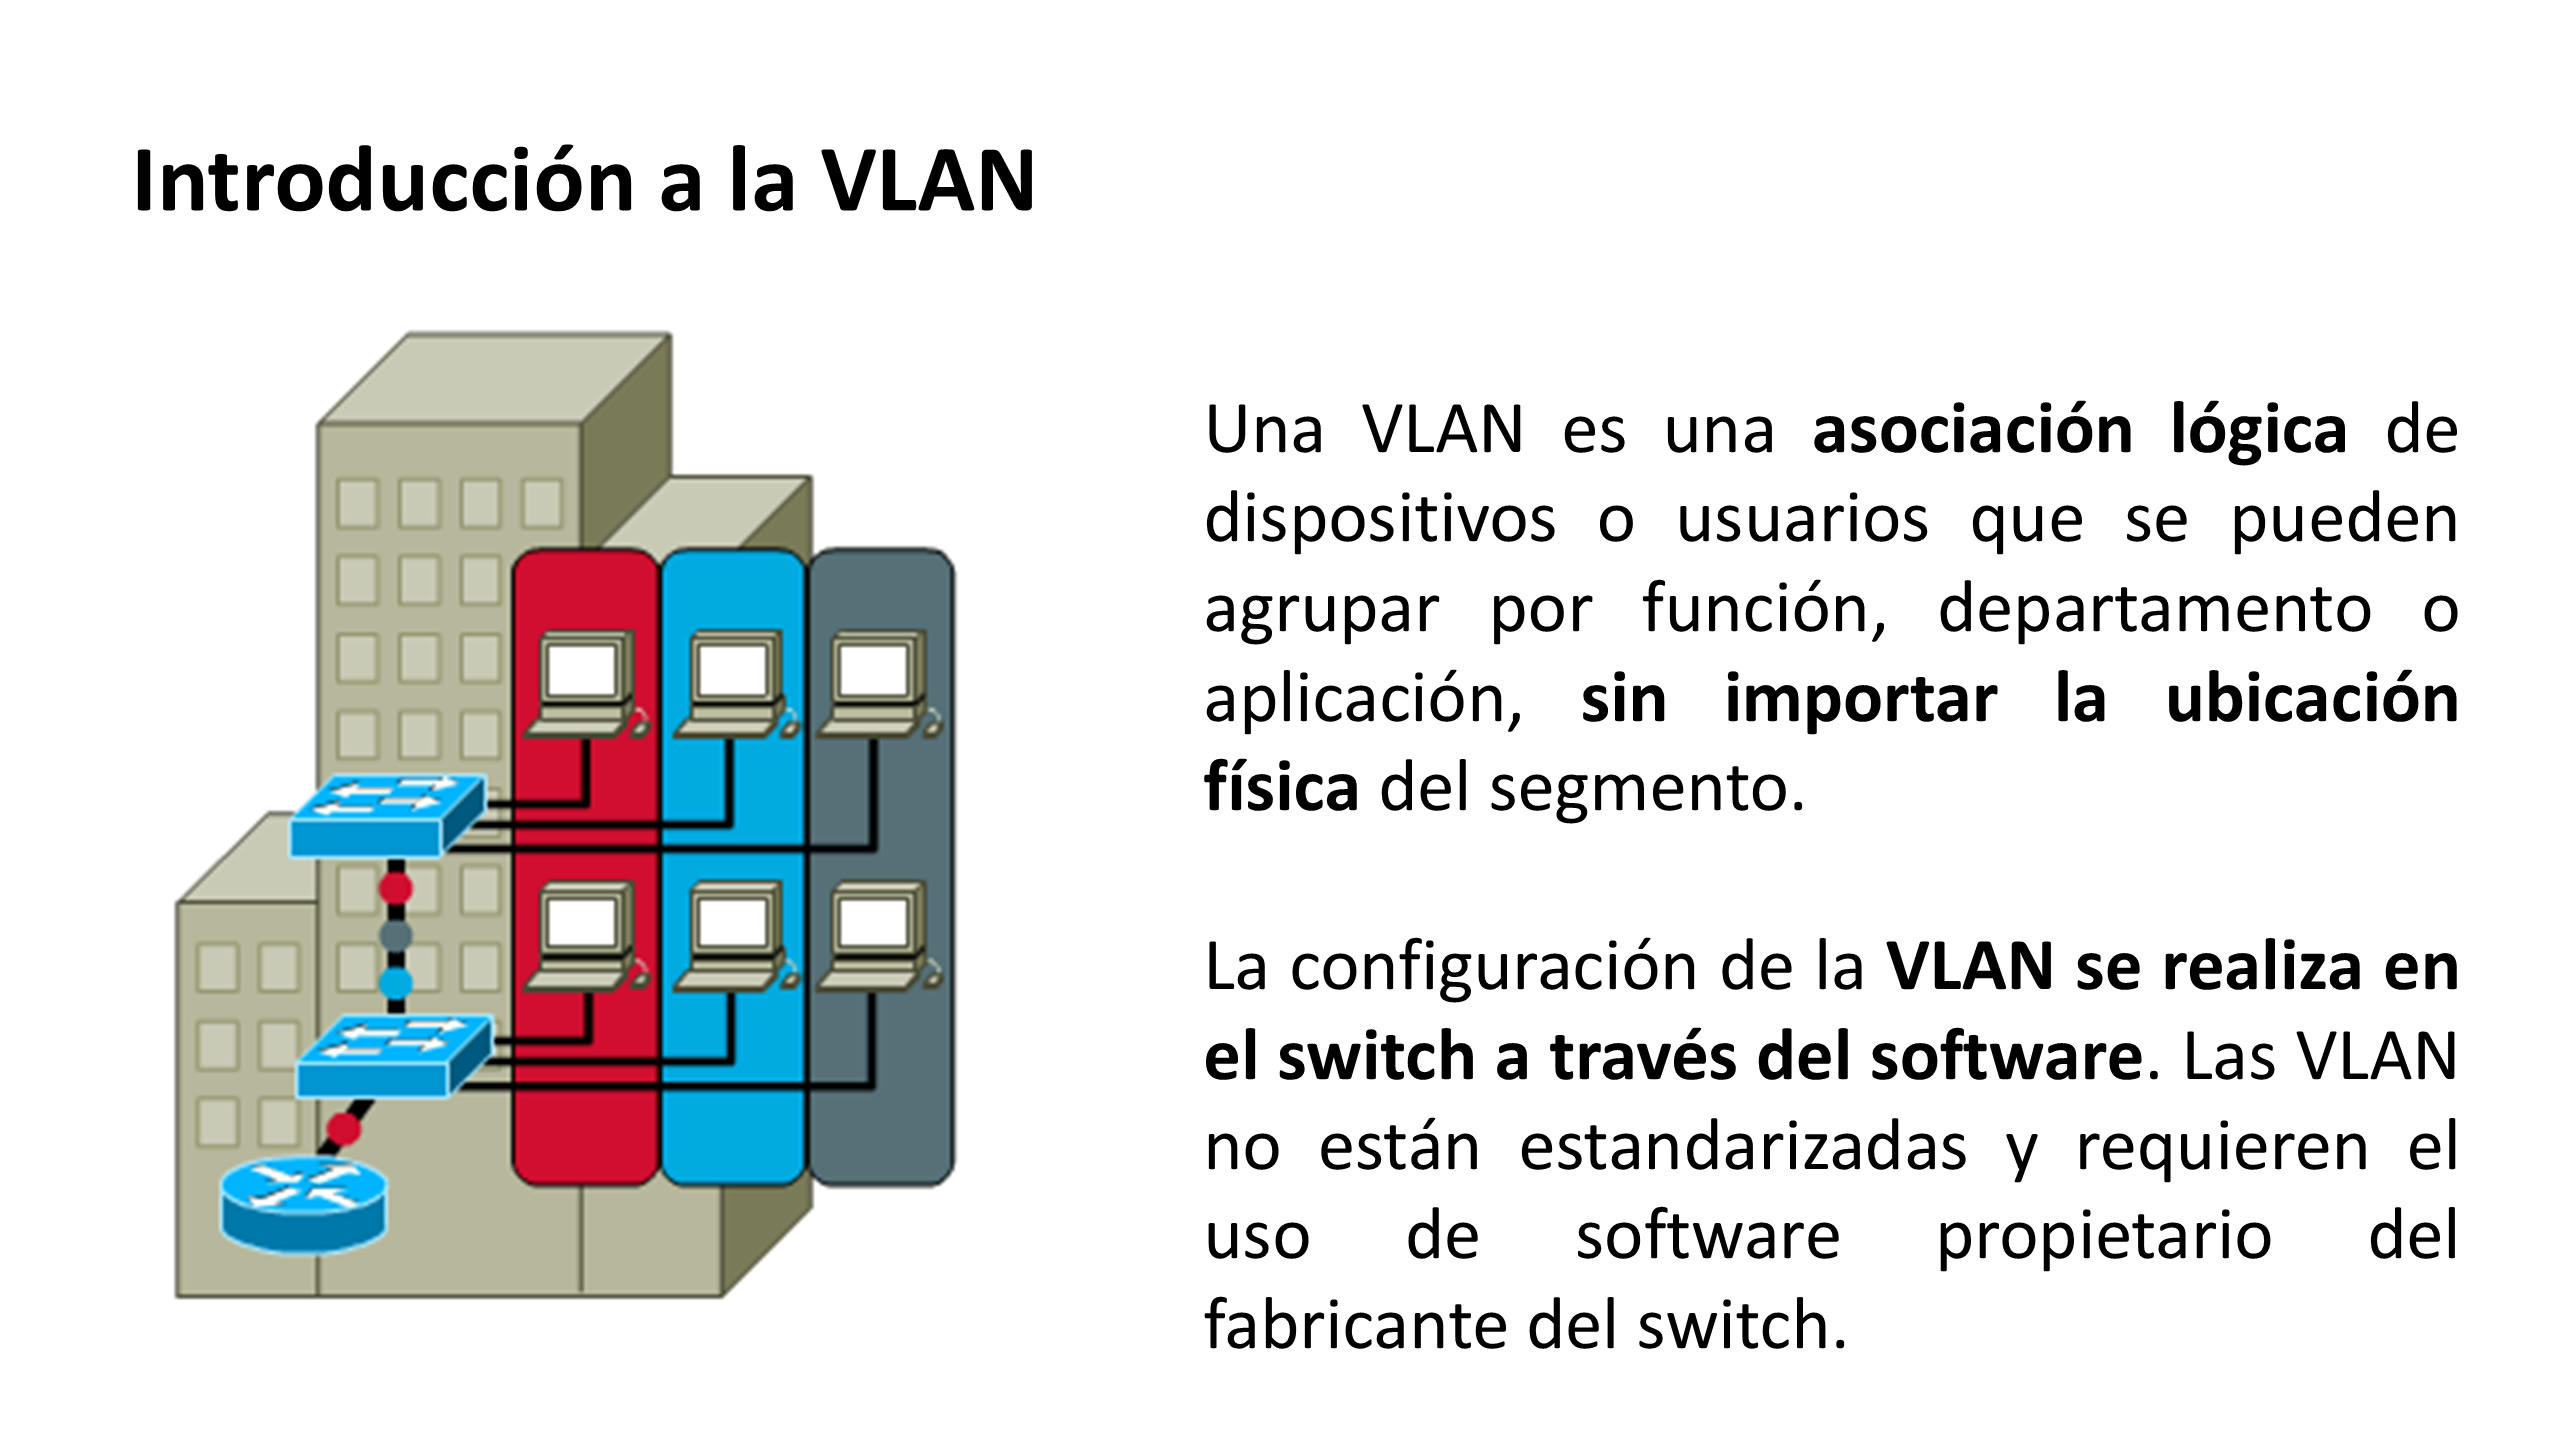 Introducción a la VLAN
Una VLAN es una asociación lógica de
dispositivos o usuarios que se pueden
agrupar por función, departamento o
aplicación, sin importar la ubicación
física del segmento.
La configuración de la VLAN se realiza en
el switch a través del software. Las VLAN
no están estandarizadas y requieren el
uso de software propietario del
fabricante del switch.